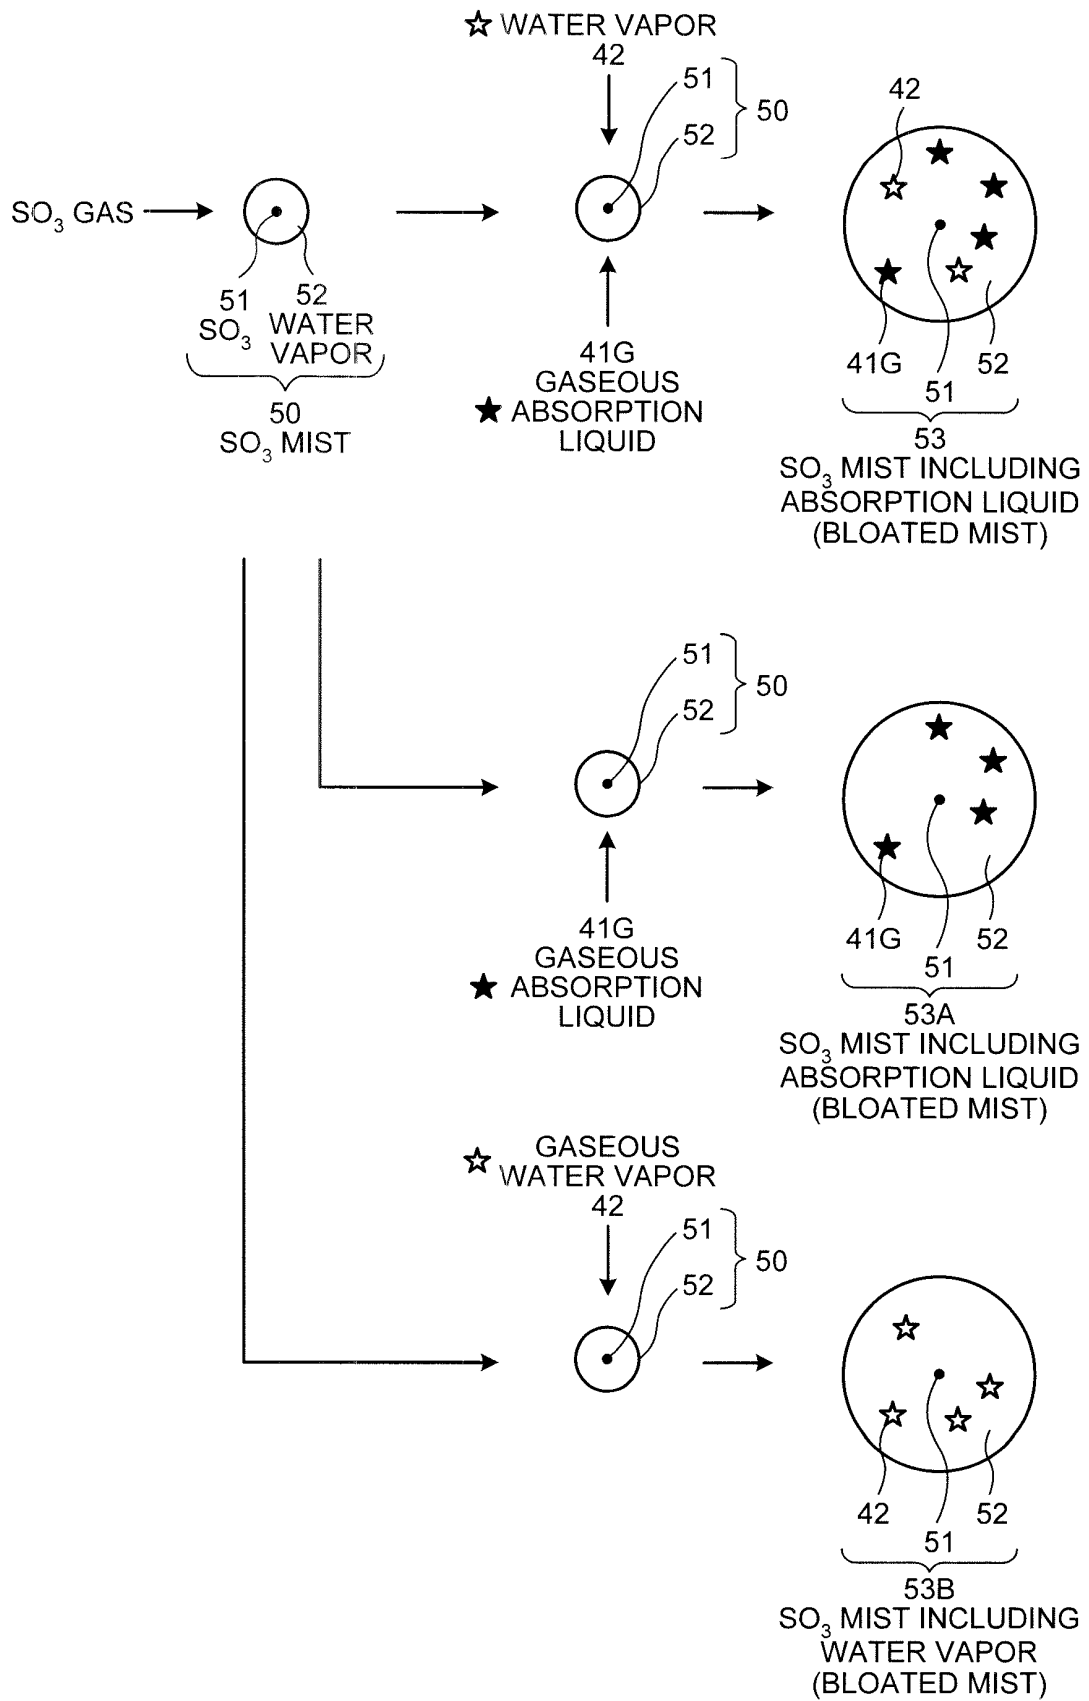 ☆ WATER VAPOR
42
51
52
50
42
SO3 GAS
51
SO3
52
WATER
VAPOR
50
SO3 MIST
41G
GASEOUS
★ ABSORPTION
LIQUID
41G
52
51
53
SO3 MIST INCLUDING
ABSORPTION LIQUID
(BLOATED MIST)
51
52
50
41G
GASEOUS
★ ABSORPTION
LIQUID
41G
52
51
53A
SO3 MIST INCLUDING
ABSORPTION LIQUID
(BLOATED MIST)
GASEOUS
☆ WATER VAPOR
42
51
52
50
42
52
51
53B
SO3 MIST INCLUDING
WATER VAPOR
(BLOATED MIST)